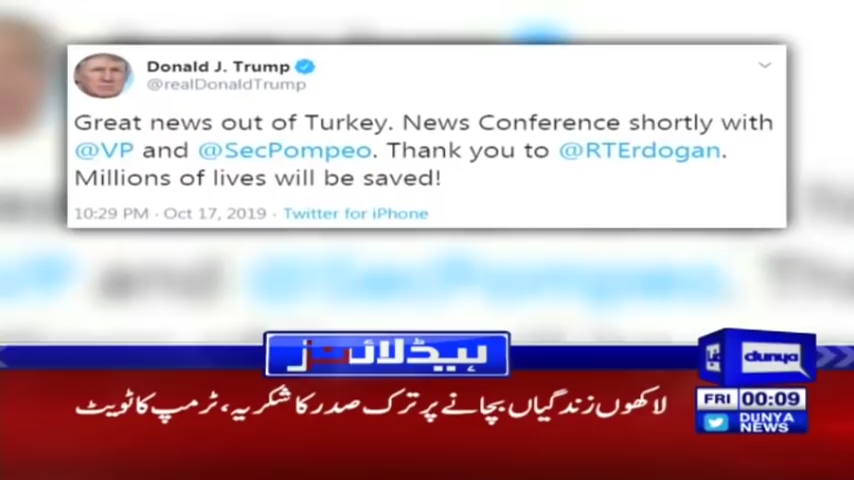 Donald J. Trump
@realDonaldTrump
Great news out of Turkey. News Conference shortly with
@VP and @SecPompeo. Thank you to @RTErdogan.
Millions of lives will be saved!
10:29 PM · Oct 17, 2019 · Twitter for iPhone
ہیڈلائنز
dunya
لاکھوں زندگیاں بچانے پر ترک صدر کا شکریہ، ٹرمپ کا ٹویٹ
FRI 00:09
DUNYA
NEWS